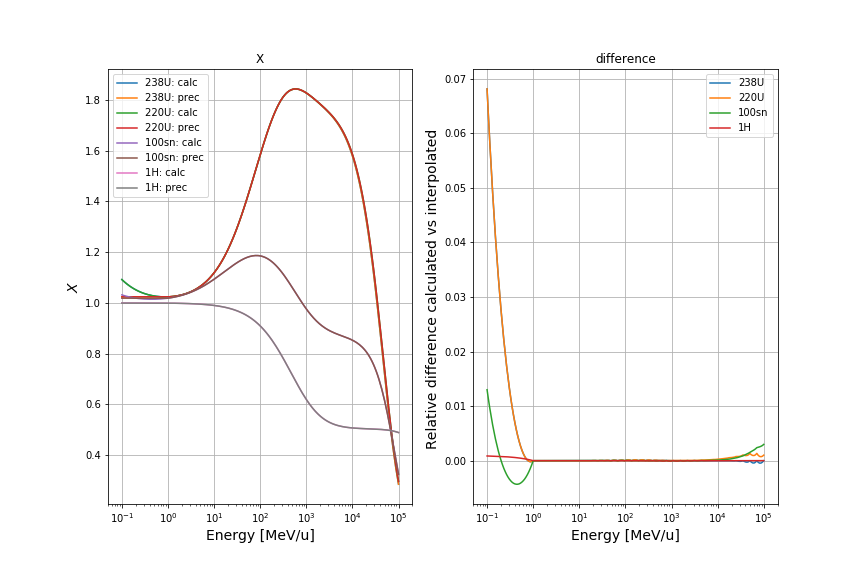 X
238U: calc
238U: prec
220U: calc
220U: prec
100sn: calc
100sn: prec
1H: calc
1H: prec
X
1.8
1.6
1.4
1.2
1.0
0.8
0.6
0.4
10⁻¹ 10⁰ 10¹ 10² 10³ 10⁴ 10⁵
Energy [MeV/u]
difference
238U
220U
100sn
1H
Relative difference calculated vs interpolated
0.07
0.06
0.05
0.04
0.03
0.02
0.01
0.00
10⁻¹ 10⁰ 10¹ 10² 10³ 10⁴ 10⁵
Energy [MeV/u]